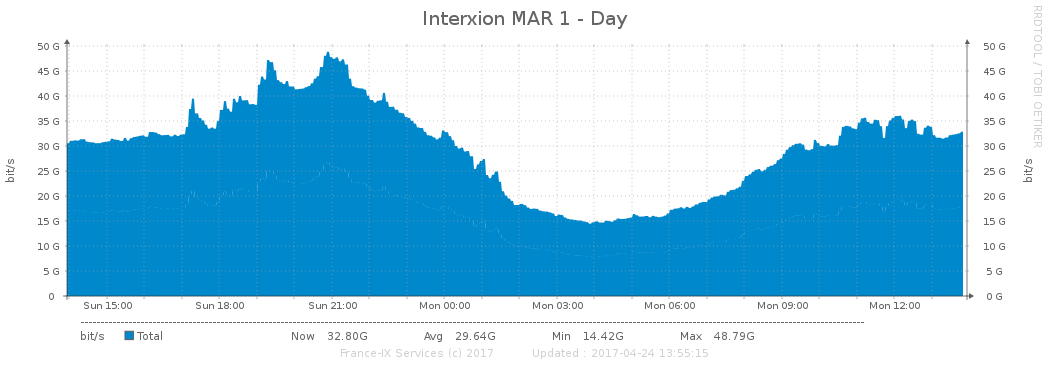 Interxion MAR 1 - Day
RRDTOOL / TOBI OETIKER
50 G 50 G
45 G 45 G
40 G 40 G
35 G 35 G
30 G 30 G
25 G 25 G
20 G 20 G
15 G 15 G
10 G 10 G
5 G 5 G
0 0 G
bit/s bit/s
Sun 15:00 Sun 18:00 Sun 21:00 Mon 00:00 Mon 03:00 Mon 06:00 Mon 09:00 Mon 12:00
bit/s Total Now 32.80G Avg 29.64G Min 14.42G Max 48.79G
France-IX Services (c) 2017 Updated : 2017-04-24 13:55:15